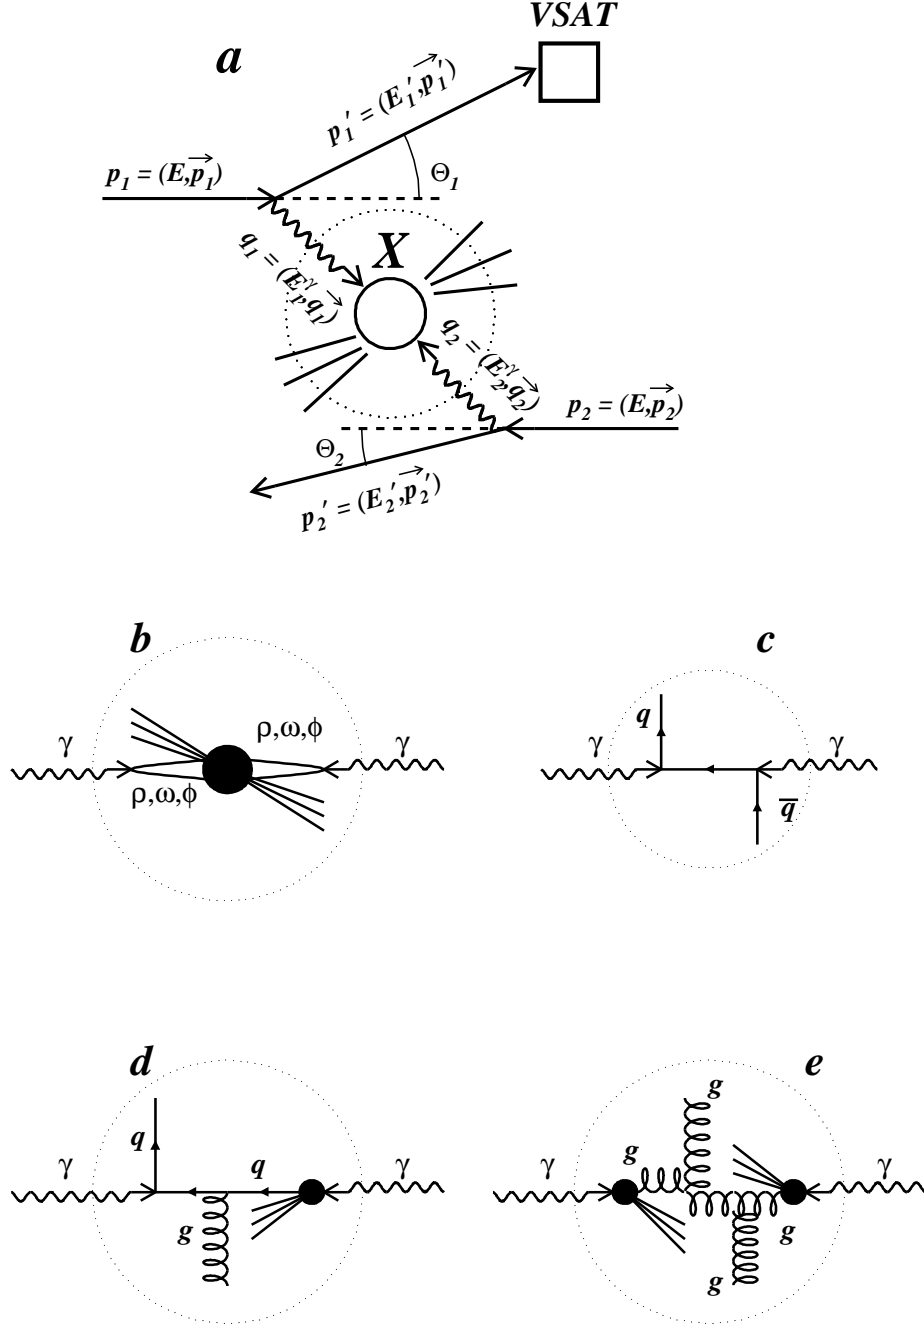 VSAT
a
p₁′ = (E₁′,p₁′)
p₁ = (E,p₁)
Θ₁
X
q₁ = (E₁^γ,q₁)
q₂ = (E₂^γ,q₂)
p₂ = (E,p₂)
Θ₂
p₂′ = (E₂′,p₂′)
b
c
ρ,ω,φ
q
γ
γ
γ
γ
ρ,ω,φ
q̅
d
e
g
q
q
g
γ
γ
γ
γ
g
g
g